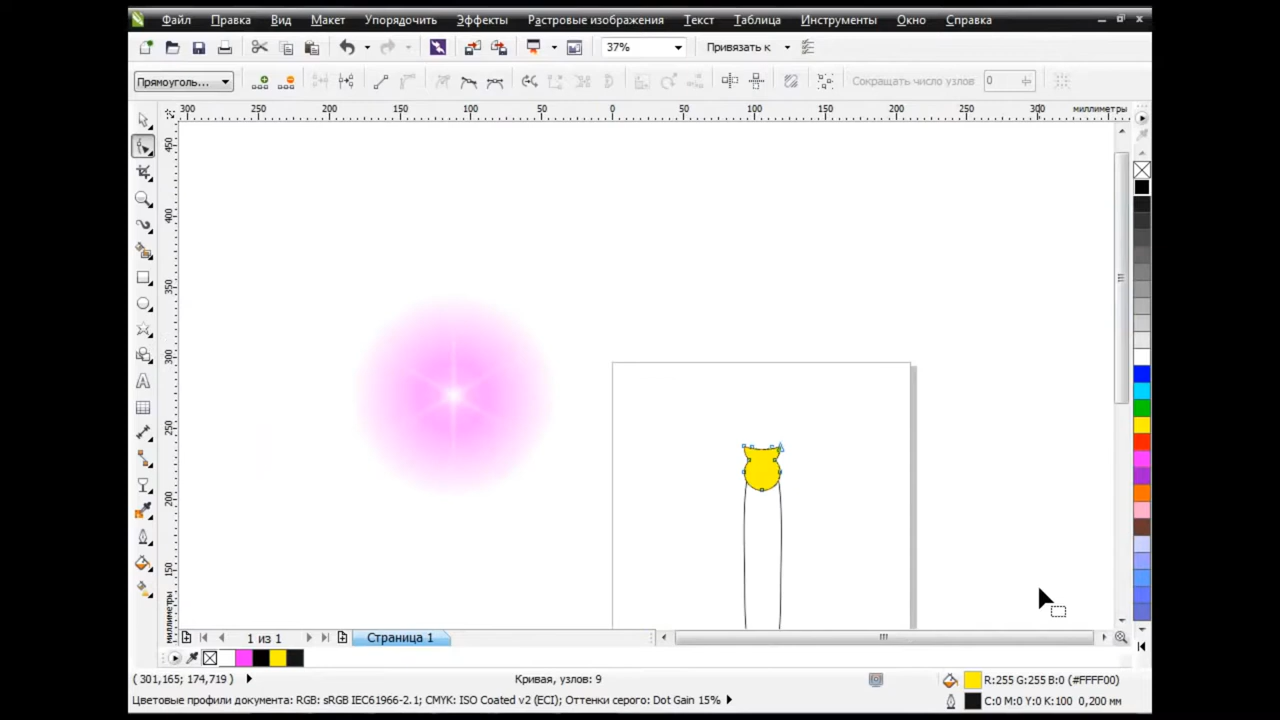 Файл Правка Вид Макет Упорядочить Эффекты Растровые изображения Текст Таблица Инструменты Окно Справка
37% Привязать к
Прямоуголь... Сокращать число узлов 0
300 250 200 150 100 50 0 50 100 150 200 250 300 миллиметры
450
400
350
300
250
200
150
миллиметры
1 из 1 Страница 1
( 301,165; 174,719) Кривая, узлов: 9 R:255 G:255 B:0 (#FFFF00)
Цветовые профили документа: RGB: sRGB IEC61966-2.1; CMYK: ISO Coated v2 (ECI); Оттенки серого: Dot Gain 15% C:0 M:0 Y:0 K:100 0,200 мм